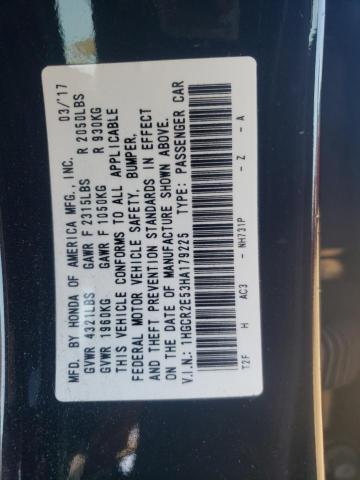 MFD. BY HONDA OF AMERICA MFG., INC. 03/'17
GVWR 4321LBS GAWR F 2315LBS R 2050LBS
GVWR 1960KG GAWR F 1050KG R 930KG
THIS VEHICLE CONFORMS TO ALL APPLICABLE
FEDERAL MOTOR VEHICLE SAFETY, BUMPER,
AND THEFT PREVENTION STANDARDS IN EFFECT
ON THE DATE OF MANUFACTURE SHOWN ABOVE.
V.I.N.: 1HGCR2E53HA179225 TYPE: PASSENGER CAR
T2F H AC3 - NH731P - Z - A